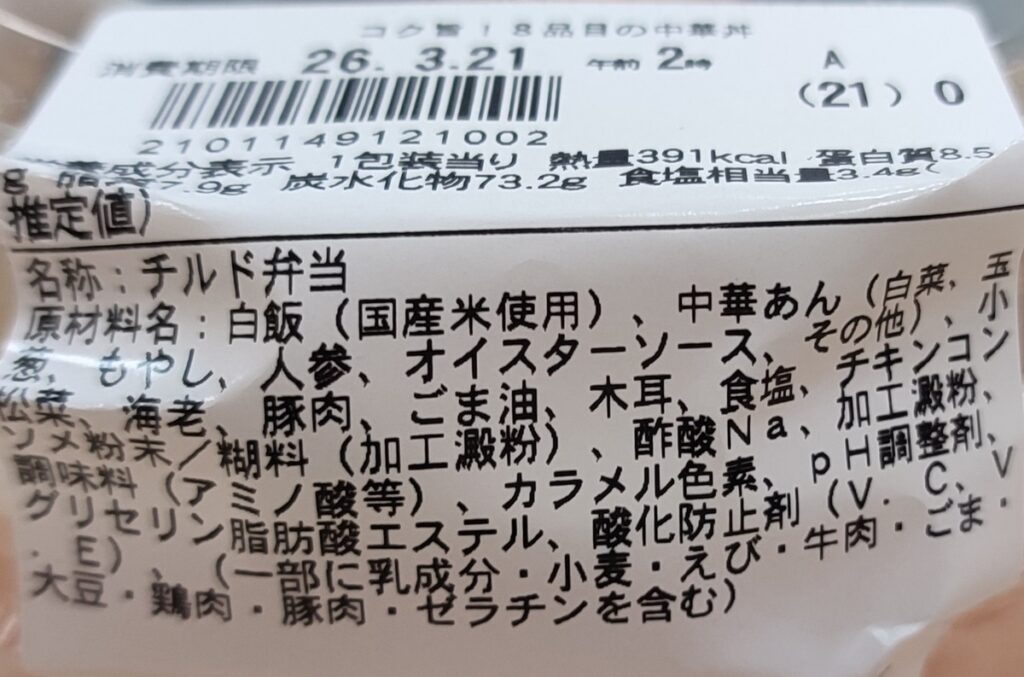 コク旨！８品目の中華丼
消費期限 26. 3.21 午前 2時 A
(21) 0
2101149121002
栄養成分表示 1包装当り 熱量391kcal 蛋白質8.5
g 脂質7.9g 炭水化物73.2g 食塩相当量3.4g(
推定値)
名称：チルド弁当
原材料名：白飯（国産米使用）、中華あん（白菜、玉
葱、もやし、人参、オイスターソース、その他）、小
松菜、海老、豚肉、ごま油、木耳、食塩、チキンコン
ソメ粉末／糊料（加工澱粉）、酢酸Ｎａ、加工澱粉、
調味料（アミノ酸等）、カラメル色素、ｐＨ調整剤、
グリセリン脂肪酸エステル、酸化防止剤（Ｖ．Ｃ、Ｖ
．Ｅ）、（一部に乳成分・小麦・えび・牛肉・ごま・
大豆・鶏肉・豚肉・ゼラチンを含む）